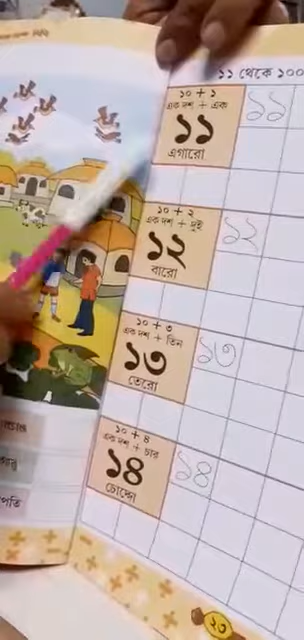 ১১ থেকে ১০০
১০ + ১
এক দশ + এক
১১
এগারো
১১
১০ + ২
এক দশ + দুই
১২
বারো
১২
১০ + ৩
এক দশ + তিন
১৩
তেরো
১৩
১০ + ৪
এক দশ + চার
১৪
চোদ্দো
১৪
২৩